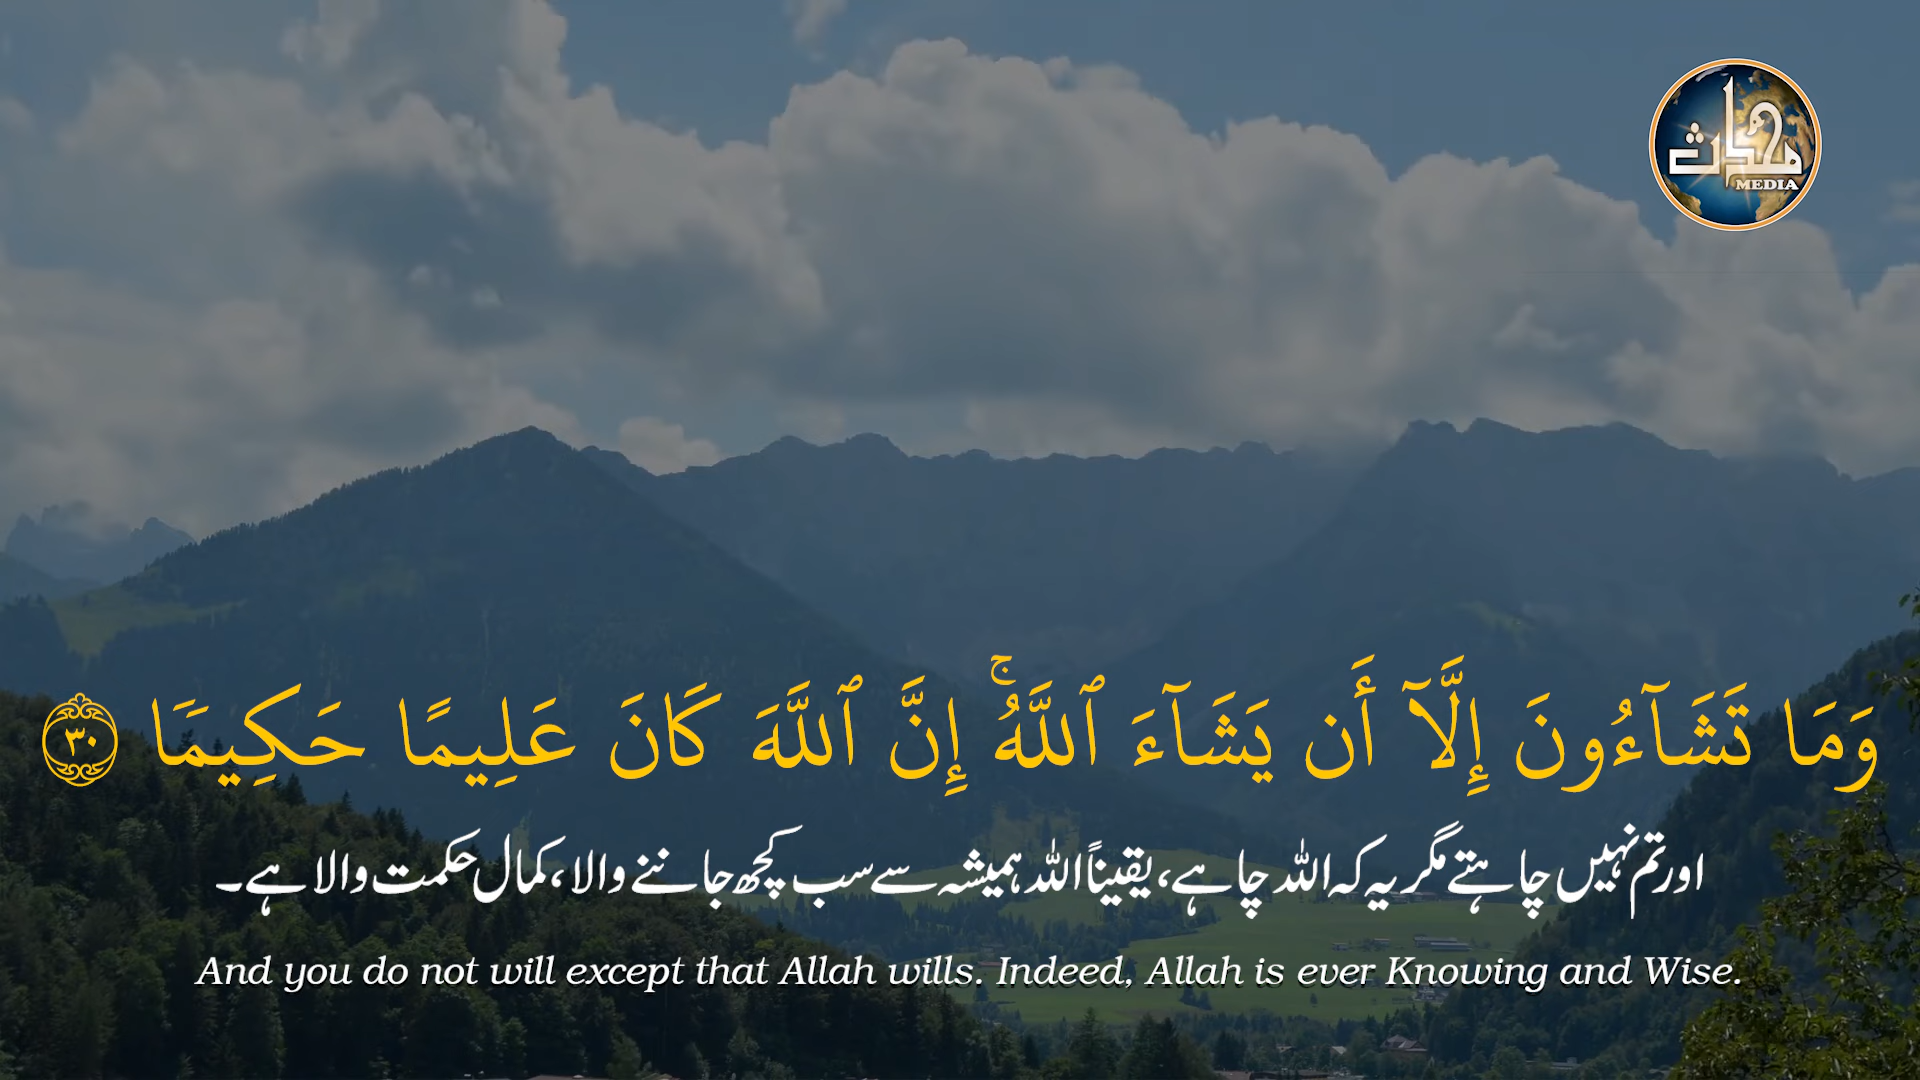 محدث
MEDIA
وَمَا تَشَآءُونَ إِلَّآ أَن يَشَآءَ ٱللَّهُ ۚ إِنَّ ٱللَّهَ كَانَ عَلِيمًا حَكِيمَٗا ٣٠
اور تم نہیں چاہتے مگر یہ کہ اللہ چاہے، یقیناً اللہ ہمیشہ سے سب کچھ جاننے والا، کمال حکمت والا ہے۔
And you do not will except that Allah wills. Indeed, Allah is ever Knowing and Wise.